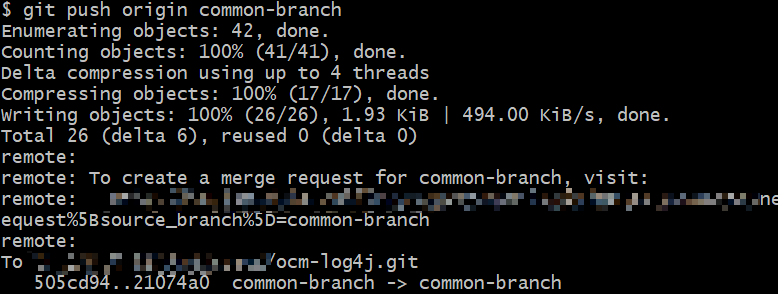 $ git push origin common-branch
Enumerating objects: 42, done.
Counting objects: 100% (41/41), done.
Delta compression using up to 4 threads
Compressing objects: 100% (17/17), done.
Writing objects: 100% (26/26), 1.93 KiB | 494.00 KiB/s, done.
Total 26 (delta 6), reused 0 (delta 0)
remote:
remote: To create a merge request for common-branch, visit:
remote: ne
equest%5Bsource_branch%5D=common-branch
remote:
To /ocm-log4j.git
505cd94..21074a0 common-branch -> common-branch